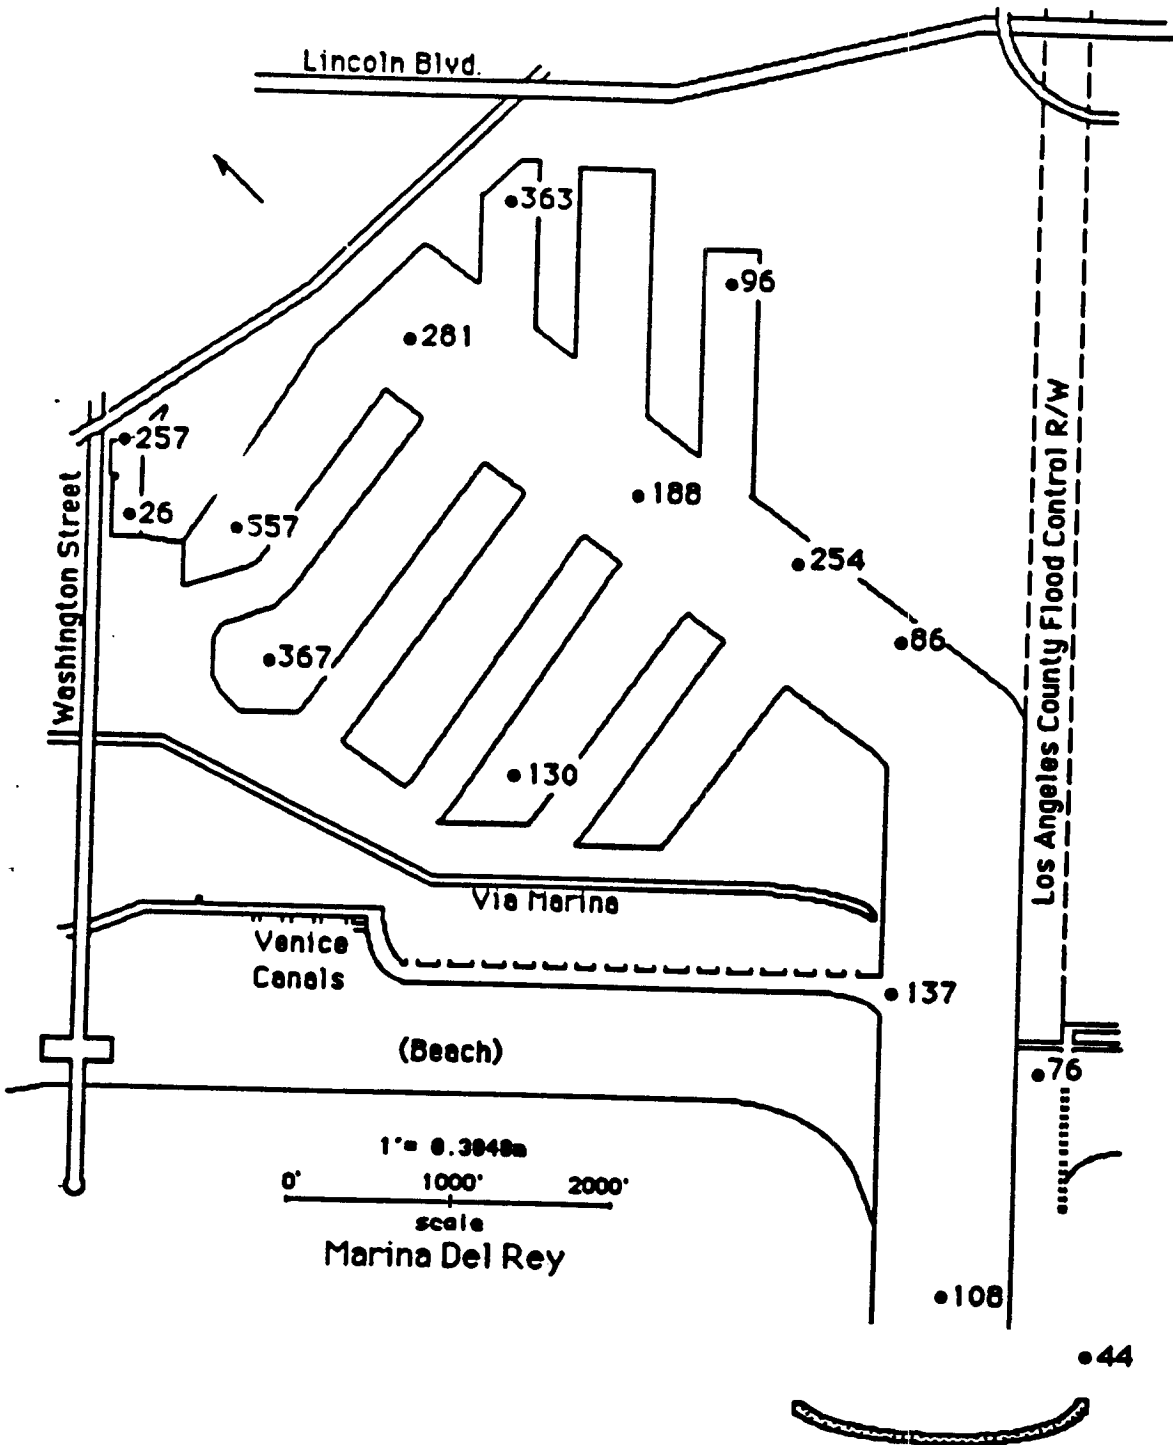 Lincoln Blvd.
363
96
281
257
26
557
188
254
86
367
130
Washington Street
Los Angeles County Flood Control R/W
Via Marina
Venice
Canals
137
(Beach)
76
1'= 0.3048m
0' 1000' 2000'
scale
Marina Del Rey
108
44